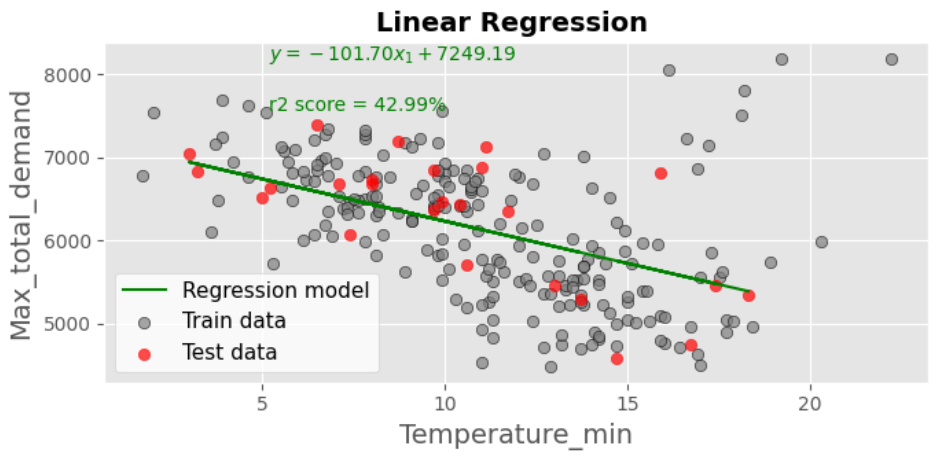 Linear Regression
y = −101.70x₁ + 7249.19
r2 score = 42.99%
8000
7000
6000
5000
Max_total_demand
Regression model
Train data
Test data
5 10 15 20
Temperature_min